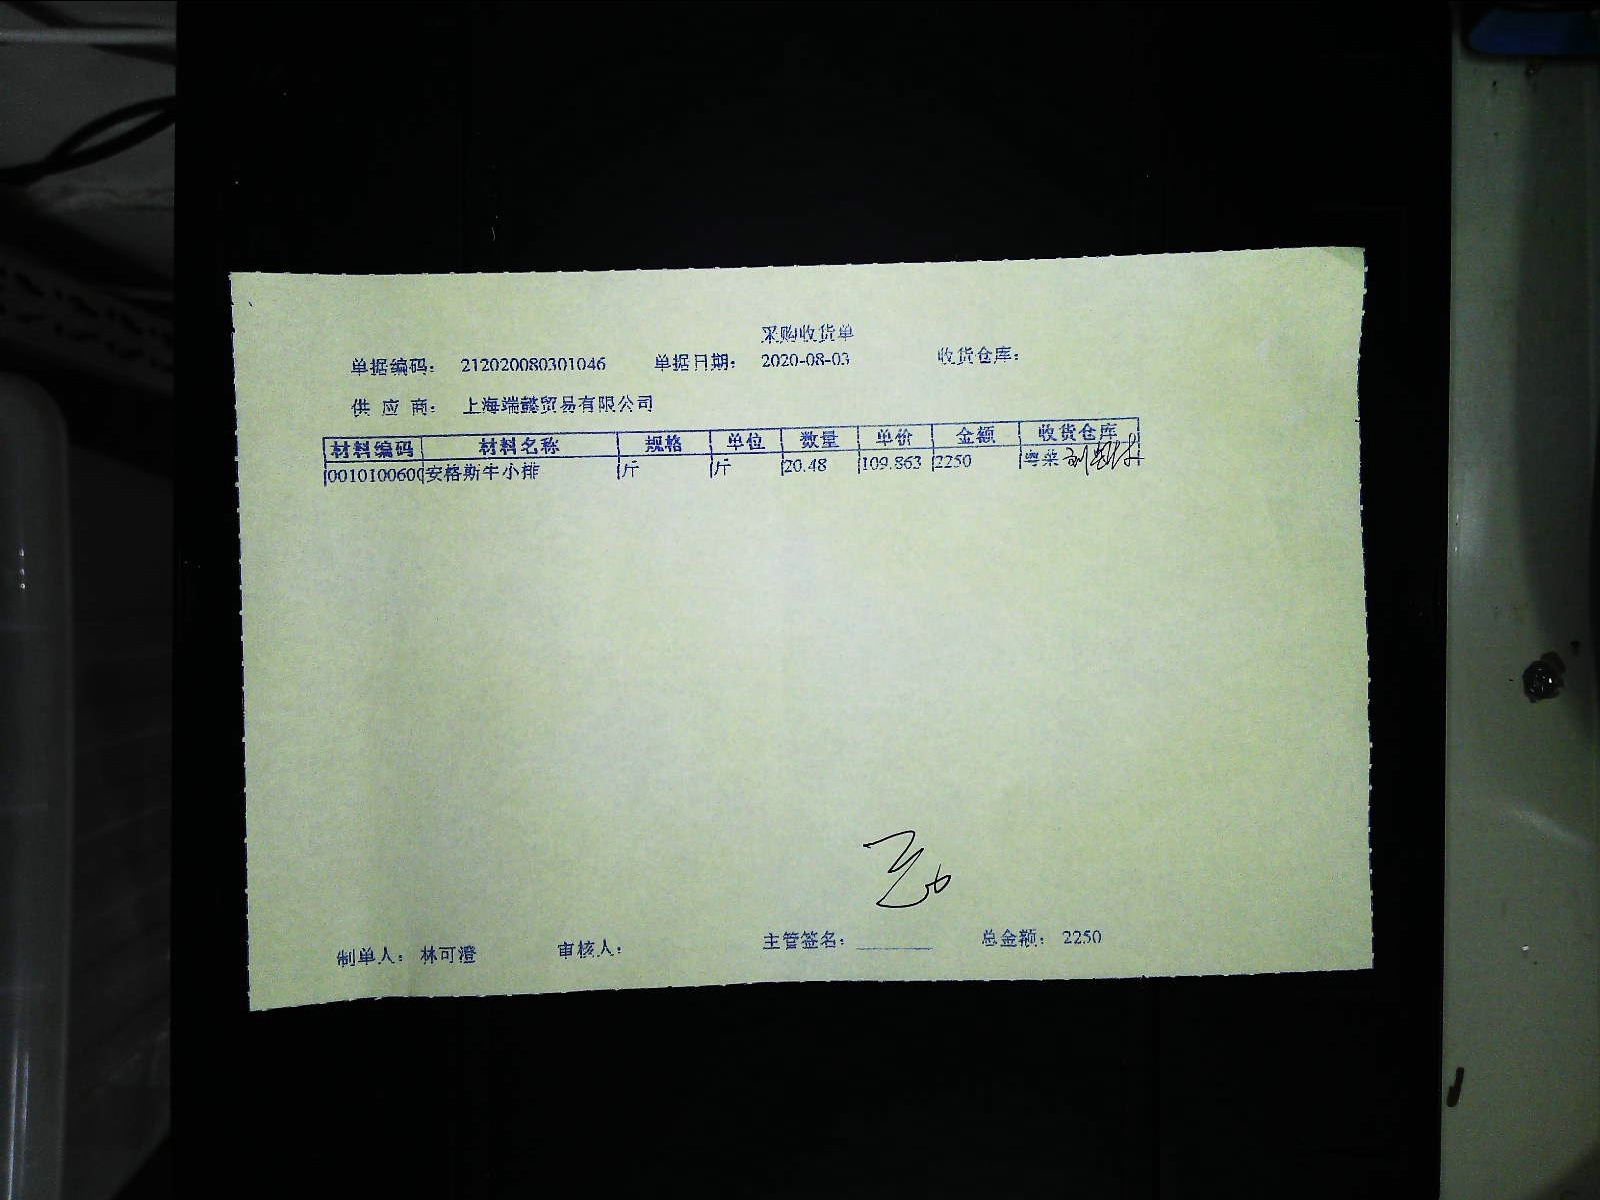 采购收货单
单据编码： 212020080301046 单据日期： 2020-08-03 收货仓库：
供 应 商： 上海端懿贸易有限公司
材料编码 材料名称 规格 单位 数量 单价 金额 收货仓库
0010100600 安格斯牛小排 斤 斤 20.48 109.863 2250 粤菜
制单人： 林可澄 审核人： 主管签名： 总金额： 2250